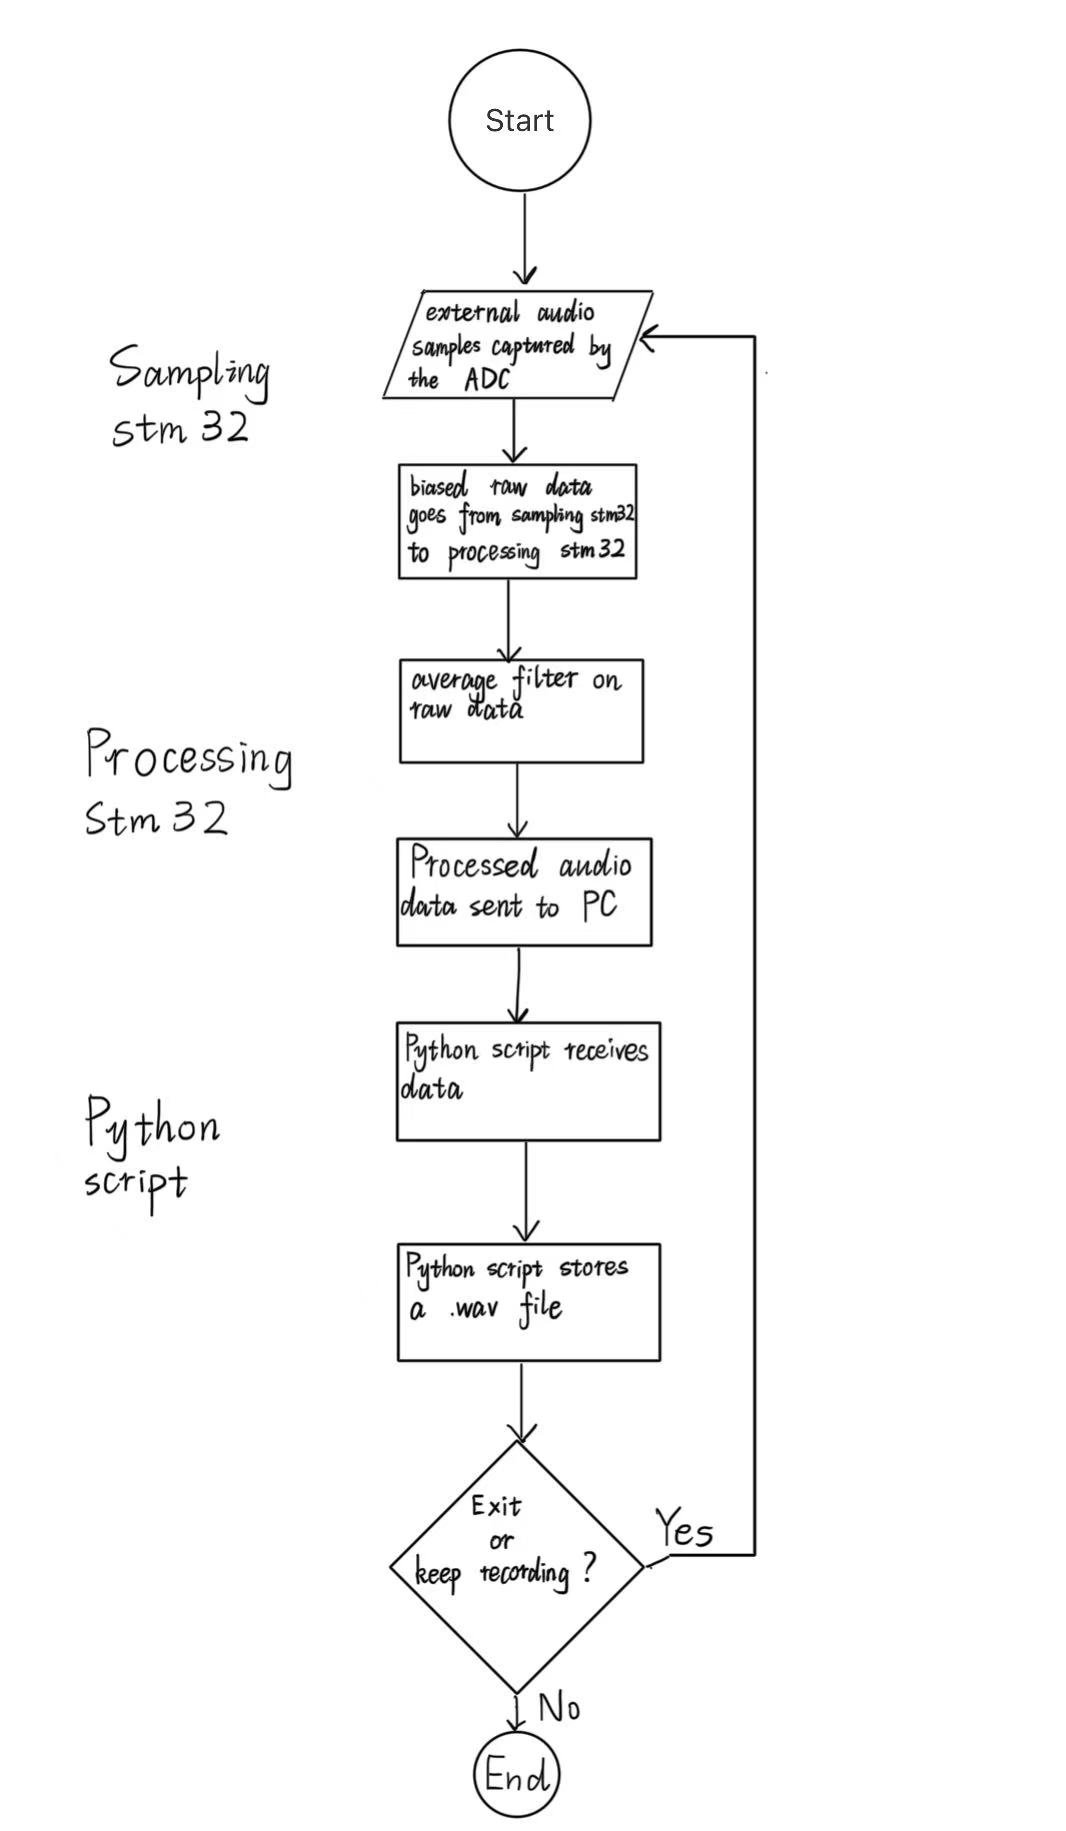 Start
external audio
samples captured by
the ADC
Sampling
stm 32
biased raw data
goes from sampling stm32
to processing stm32
average filter on
raw data
Processing
Stm 32
Processed audio
data sent to PC
Python script receives
data
Python
script
Python script stores
a .wav file
Exit
or
keep recording ?
Yes
No
End